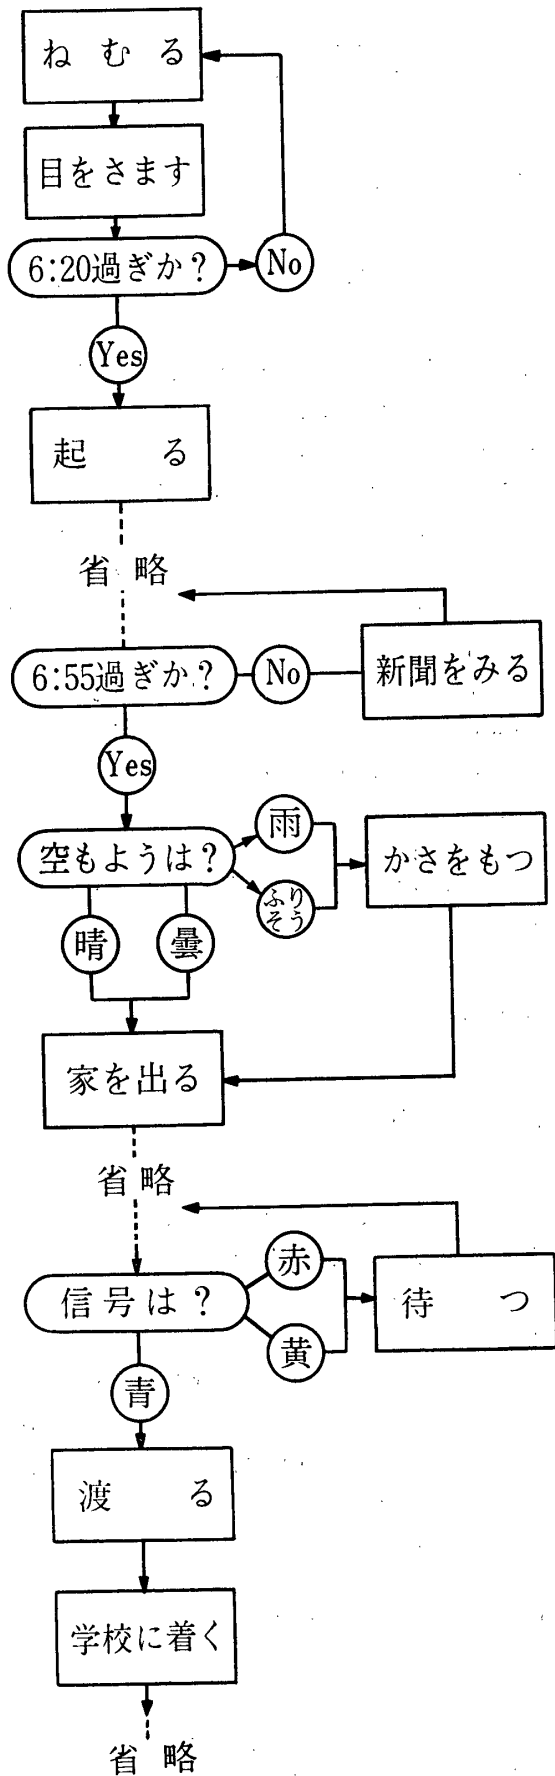 ねむる
目をさます
6:20過ぎか？
No
Yes
起る
省略
6:55過ぎか？
No
新聞をみる
Yes
空もようは？
雨
ふり
そう
かさをもつ
晴
曇
家を出る
省略
信号は？
赤
黄
待つ
青
渡る
学校に着く
省略